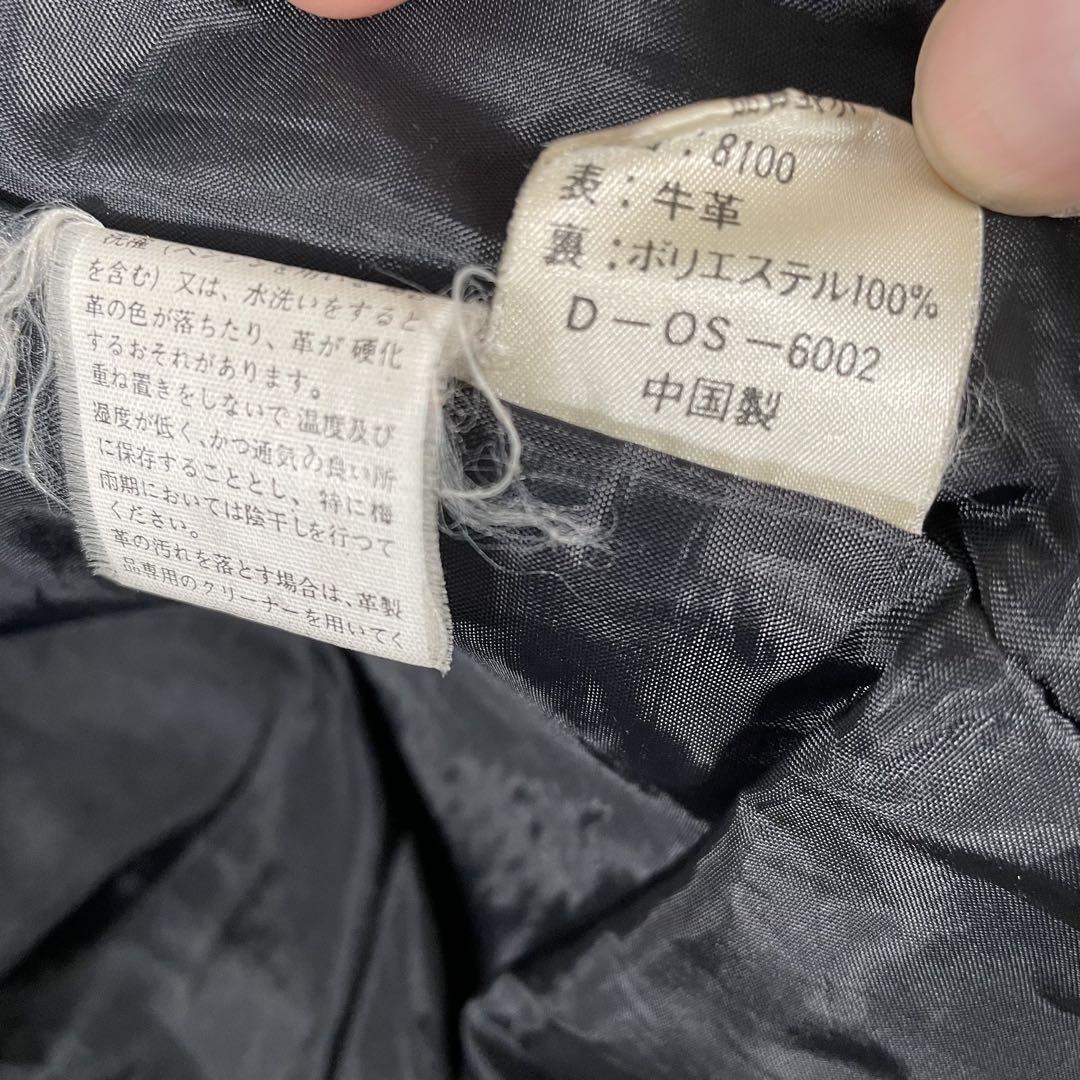 を含む)又は、水洗いをすると
革の色が落ちたり、革が硬化
するおそれがあります。
重ね置きをしないで温度及び
湿度が低く、かつ通気の良い所
に保存することとし、特に梅
雨期においては陰干しを行つて
ください。
革の汚れを落とす場合は、革製
品専用のクリーナーを用いてく
: 8100
表:牛革
裏:ポリエステル100%
D-OS-6002
中国製